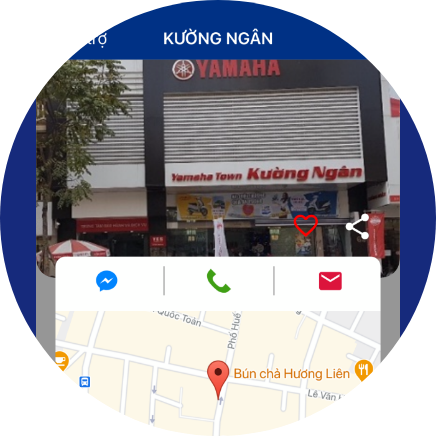 KƯỜNG NGÂN
YAMAHA
Yamaha Town Kường Ngân
Quốc Toản
Phố Huế
Bún chả Hương Liên
Lê Văn